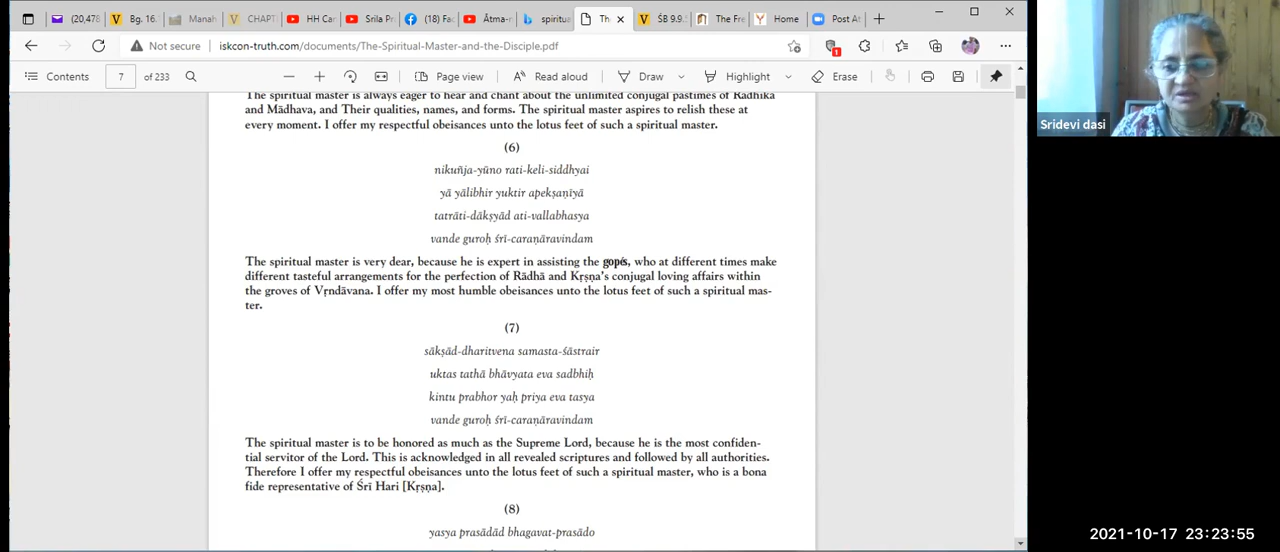 (20,478
Bg. 16.
Manah
CHAPT
HH Car
Srila Pr
(18) Fac
Ātma-r
spiritua
The
ŚB 9.9.
The Fre
Home
Post At
Not secure
iskcon-truth.com/documents/The-Spiritual-Master-and-the-Disciple.pdf
1
Contents
7
of 233
Page view
Read aloud
Draw
Highlight
Erase
The spiritual master is always eager to hear and chant about the unlimited conjugal pastimes of Rādhikā
and Mādhava, and Their qualities, names, and forms. The spiritual master aspires to relish these at
every moment. I offer my respectful obeisances unto the lotus feet of such a spiritual master.
(6)
nikuñja-yūno rati-keli-siddhyai
yā yālibhir yuktir apekṣaṇīyā
tatrāti-dākṣyād ati-vallabhasya
vande guroḥ śrī-caraṇāravindam
The spiritual master is very dear, because he is expert in assisting the gopés, who at different times make
different tasteful arrangements for the perfection of Rādhā and Kṛṣṇa's conjugal loving affairs within
the groves of Vṛndāvana. I offer my most humble obeisances unto the lotus feet of such a spiritual mas-
ter.
(7)
sākṣād-dharitvena samasta-śāstrair
uktas tathā bhāvyata eva sadbhiḥ
kintu prabhor yaḥ priya eva tasya
vande guroḥ śrī-caraṇāravindam
The spiritual master is to be honored as much as the Supreme Lord, because he is the most confiden-
tial servitor of the Lord. This is acknowledged in all revealed scriptures and followed by all authorities.
Therefore I offer my respectful obeisances unto the lotus feet of such a spiritual master, who is a bona
fide representative of Śrī Hari [Kṛṣṇa].
(8)
yasya prasādād bhagavat-prasādo
Sridevi dasi
2021-10-17 23:23:55